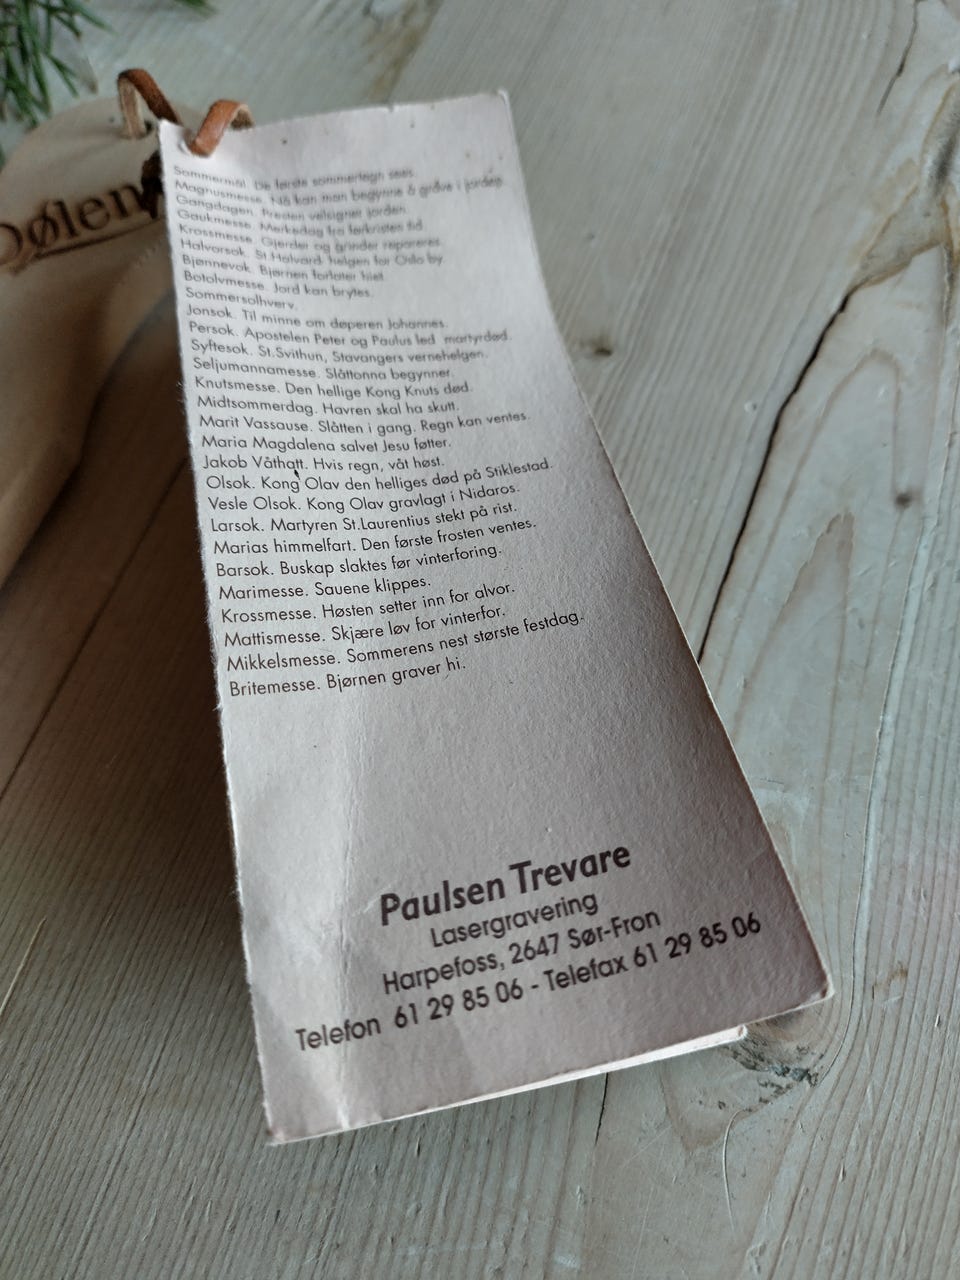 Dølen
Sommermål. De første sommertegn sees.
Magnusmesse. Nå kan man begynne å grave i jorden.
Gangdagen. Presten velsigner jorden.
Gaukmesse. Merkedag fra førkristen tid.
Krossmesse. Gjerder og grinder repareres.
Halvorsok. St.Halvard, helgen for Oslo by.
Bjørnevok. Bjørnen forlater hiet.
Botolvmesse. Jord kan brytes.
Sommersolhverv.
Jonsok. Til minne om døperen Johannes.
Persok. Apostelen Peter og Paulus led martyrdød.
Syftesok. St.Svithun, Stavangers vernehelgen.
Seljumannamesse. Slåttonna begynner.
Knutsmesse. Den hellige Kong Knuts død.
Midtsommerdag. Havren skal ha skutt.
Marit Vassause. Slåtten i gang. Regn kan ventes.
Maria Magdalena salvet Jesu føtter.
Jakob Våthatt. Hvis regn, våt høst.
Olsok. Kong Olav den helliges død på Stiklestad.
Vesle Olsok. Kong Olav gravlagt i Nidaros.
Larsok. Martyren St.Laurentius stekt på rist.
Marias himmelfart. Den første frosten ventes.
Barsok. Buskap slaktes før vinterforing.
Marimesse. Sauene klippes.
Krossmesse. Høsten setter inn for alvor.
Mattismesse. Skjære løv for vinterfor.
Mikkelsmesse. Sommerens nest største festdag.
Britemesse. Bjørnen graver hi.
Paulsen Trevare
Lasergravering
Harpefoss, 2647 Sør-Fron
Telefon 61 29 85 06 - Telefax 61 29 85 06